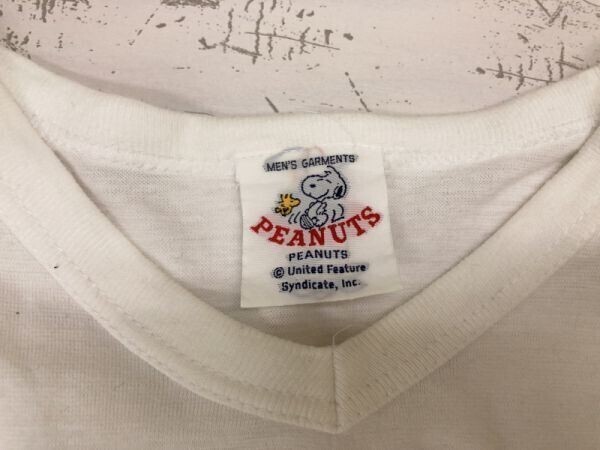 MEN'S GARMENTS
PEANUTS
PEANUTS
© United Feature
Syndicate, Inc.